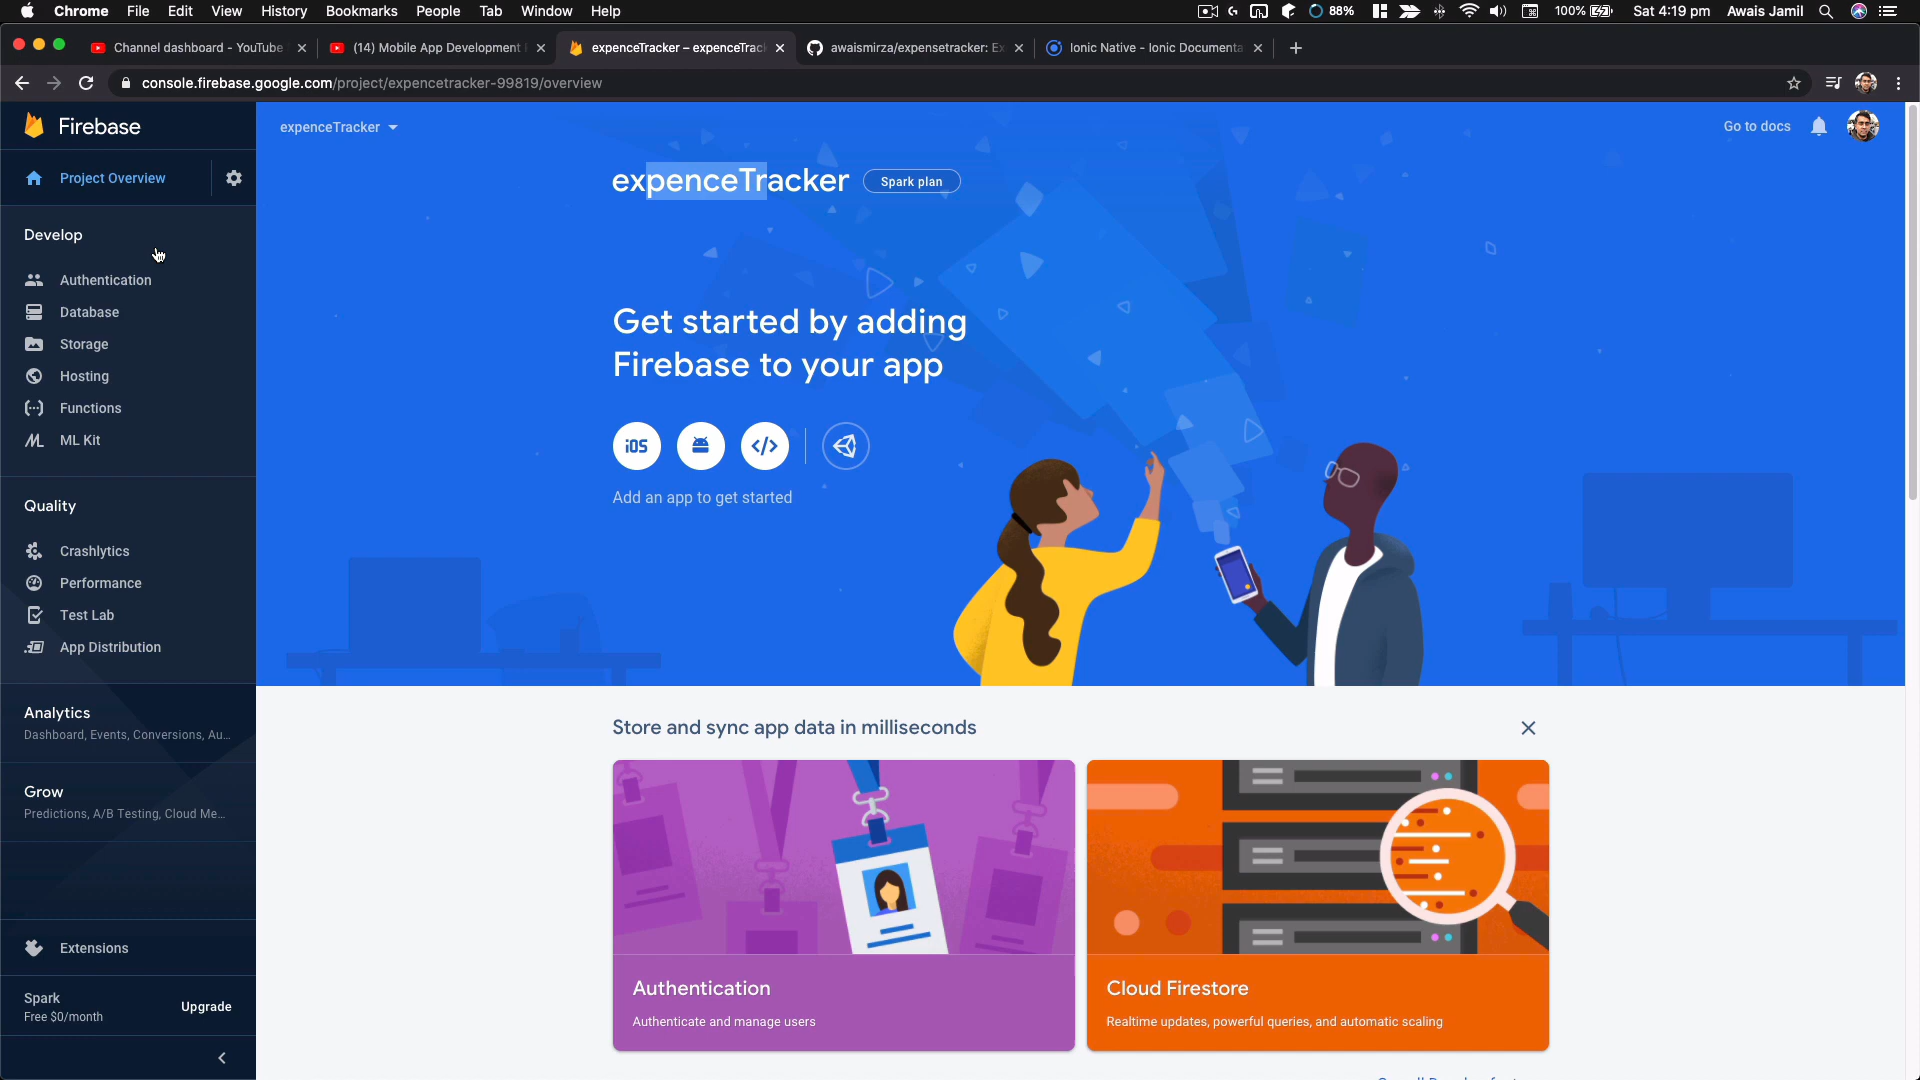 Chrome File Edit View History Bookmarks People Tab Window Help 88% 100% Sat 4:19 pm Awais Jamil
Channel dashboard - YouTube (14) Mobile App Development expenceTracker – expenceTrack awaismirza/expensetracker: Ex Ionic Native - Ionic Documenta
console.firebase.google.com/project/expencetracker-99819/overview
Firebase
expenceTracker
Go to docs
Project Overview
expenceTracker
Spark plan
Develop
Authentication
Database
Storage
Hosting
Functions
ML Kit
Get started by adding
Firebase to your app
iOS
Add an app to get started
Quality
Crashlytics
Performance
Test Lab
App Distribution
Analytics
Dashboard, Events, Conversions, Au...
Grow
Predictions, A/B Testing, Cloud Me...
Extensions
Spark
Free $0/month
Upgrade
Store and sync app data in milliseconds
Authentication
Authenticate and manage users
Cloud Firestore
Realtime updates, powerful queries, and automatic scaling